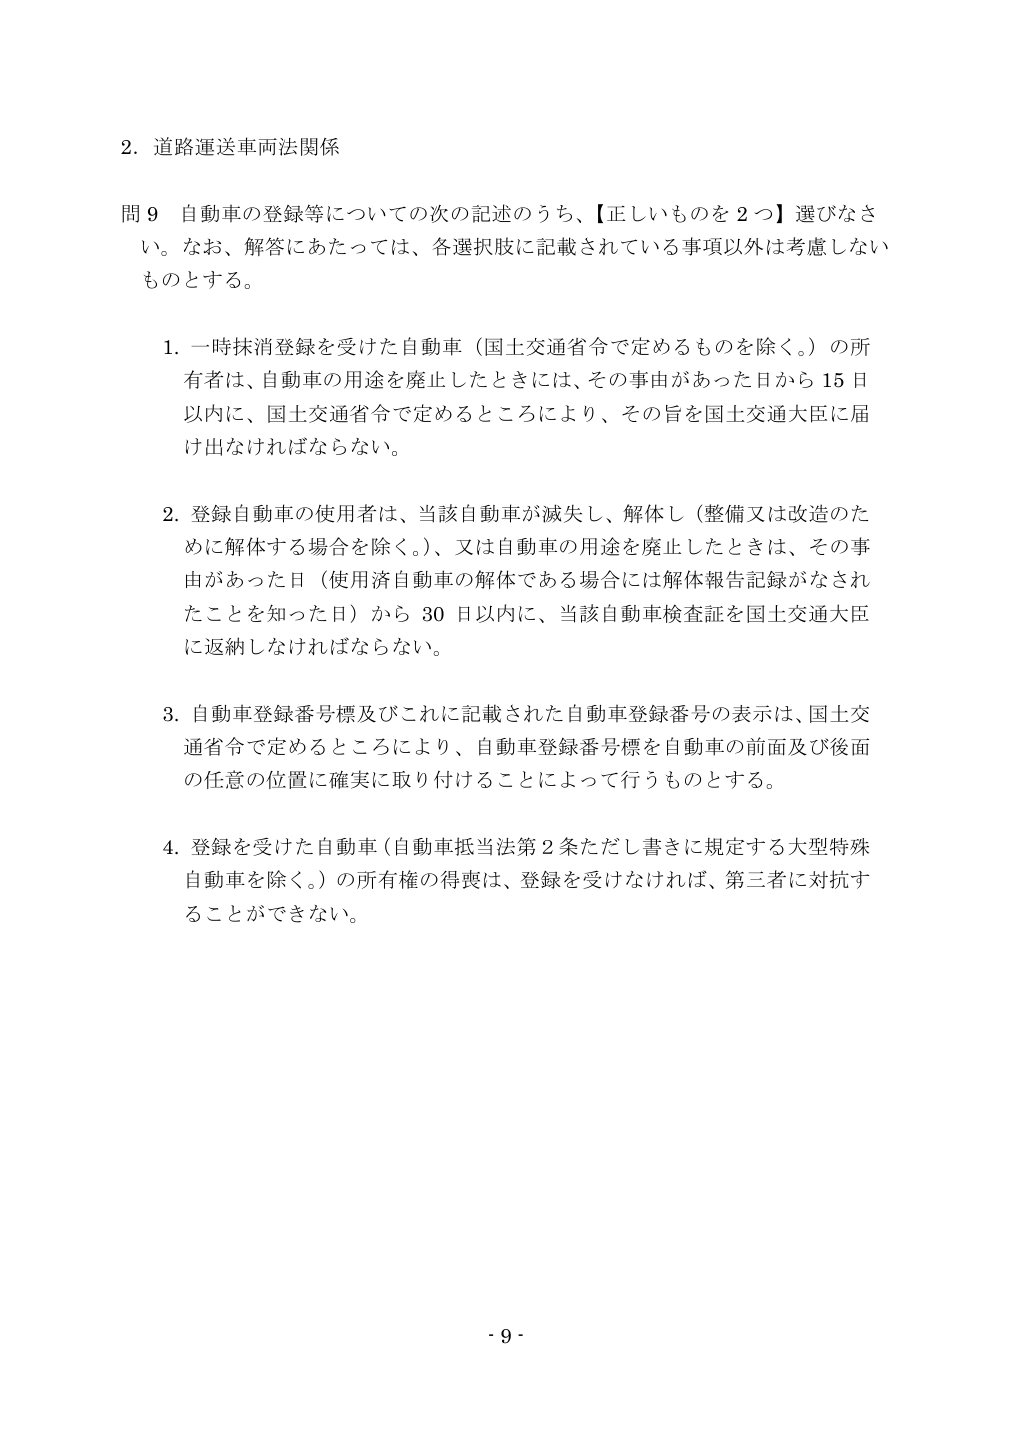 2．道路運送車両法関係
問 9　自動車の登録等についての次の記述のうち、【正しいものを 2 つ】選びなさ
い。なお、解答にあたっては、各選択肢に記載されている事項以外は考慮しない
ものとする。
1. 一時抹消登録を受けた自動車（国土交通省令で定めるものを除く。）の所
有者は、自動車の用途を廃止したときには、その事由があった日から 15 日
以内に、国土交通省令で定めるところにより、その旨を国土交通大臣に届
け出なければならない。
2. 登録自動車の使用者は、当該自動車が滅失し、解体し（整備又は改造のた
めに解体する場合を除く。）、又は自動車の用途を廃止したときは、その事
由があった日（使用済自動車の解体である場合には解体報告記録がなされ
たことを知った日）から 30 日以内に、当該自動車検査証を国土交通大臣
に返納しなければならない。
3. 自動車登録番号標及びこれに記載された自動車登録番号の表示は、国土交
通省令で定めるところにより、自動車登録番号標を自動車の前面及び後面
の任意の位置に確実に取り付けることによって行うものとする。
4. 登録を受けた自動車（自動車抵当法第２条ただし書きに規定する大型特殊
自動車を除く。）の所有権の得喪は、登録を受けなければ、第三者に対抗す
ることができない。
- 9 -